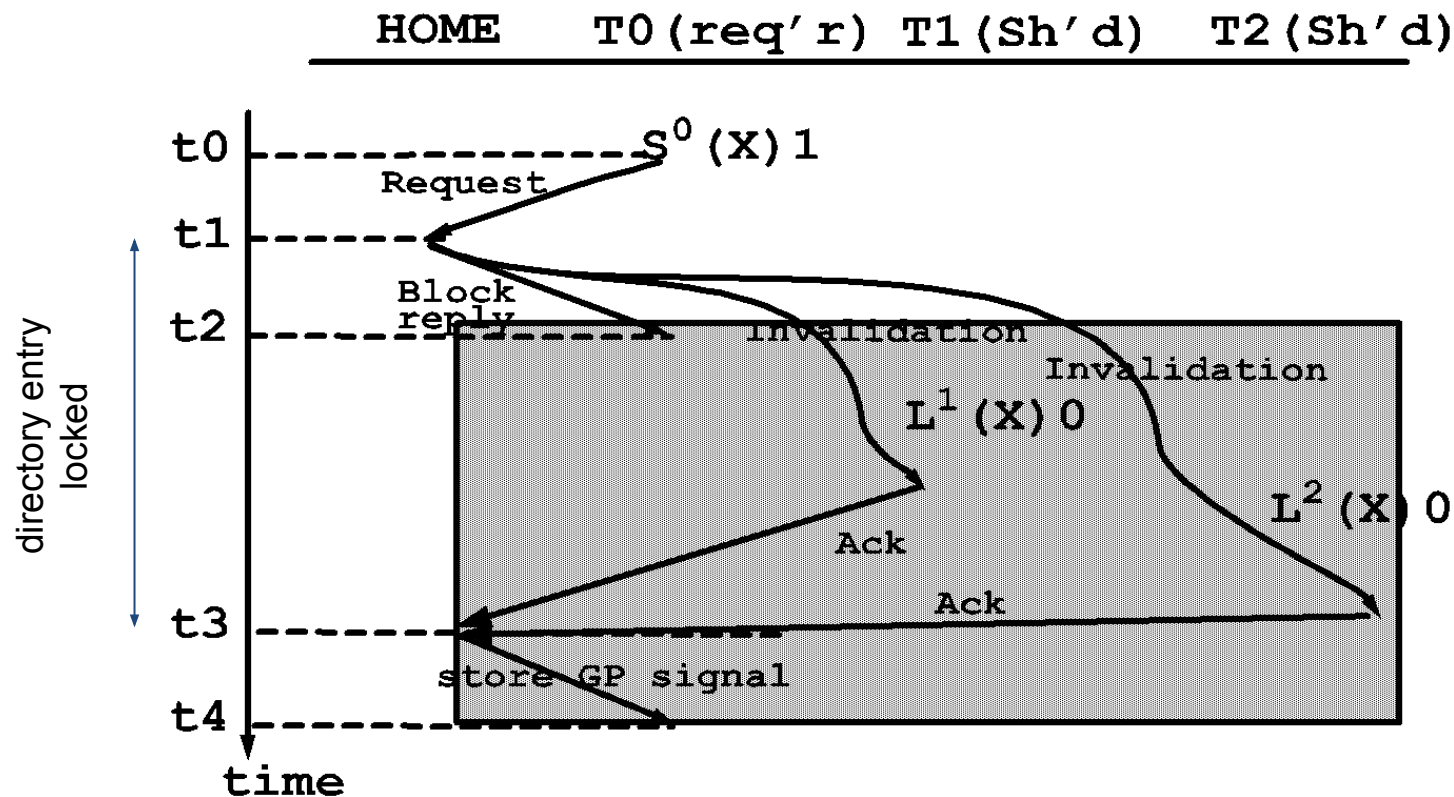 HOME T0(req'r) T1(Sh'd) T2(Sh'd)
t0
S⁰(X)1
Request
t1
Block
reply
t2
Invalidation
Invalidation
L¹(X)0
directory entry
locked
L²(X)0
Ack
Ack
t3
store GP signal
t4
time